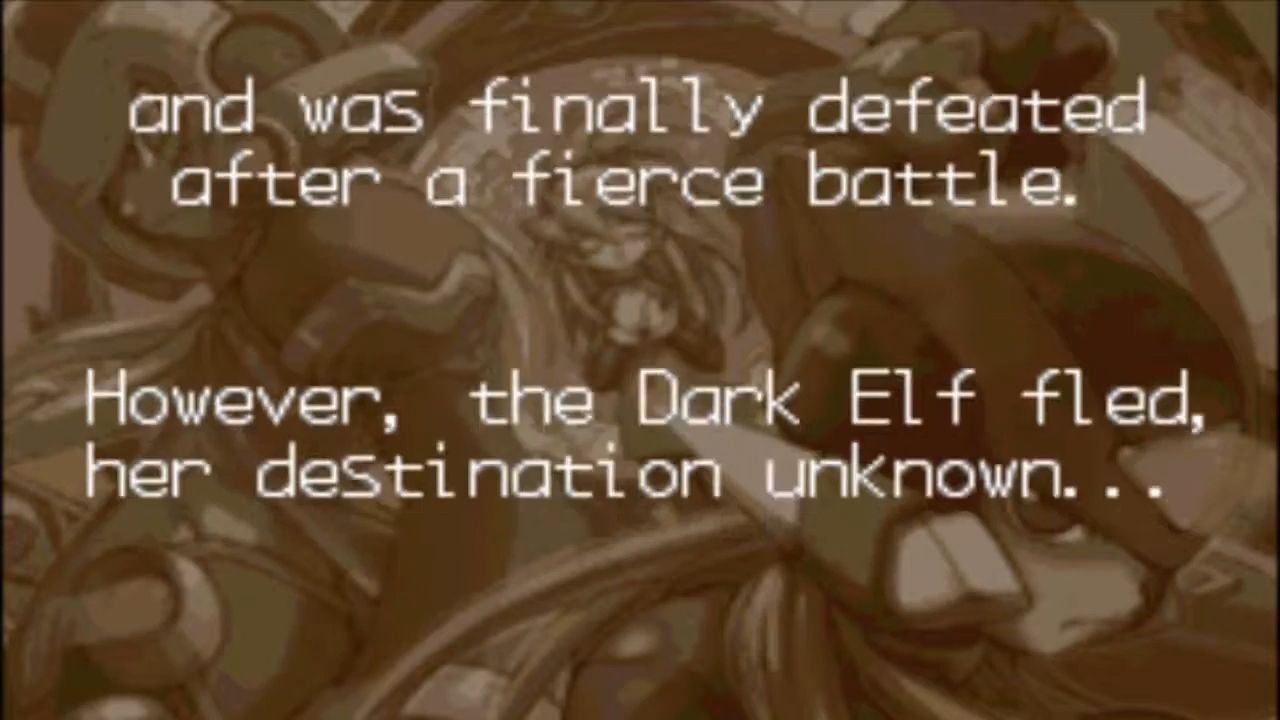 and was finally defeated
after a fierce battle.
However, the Dark Elf fled,
her destination unknown...